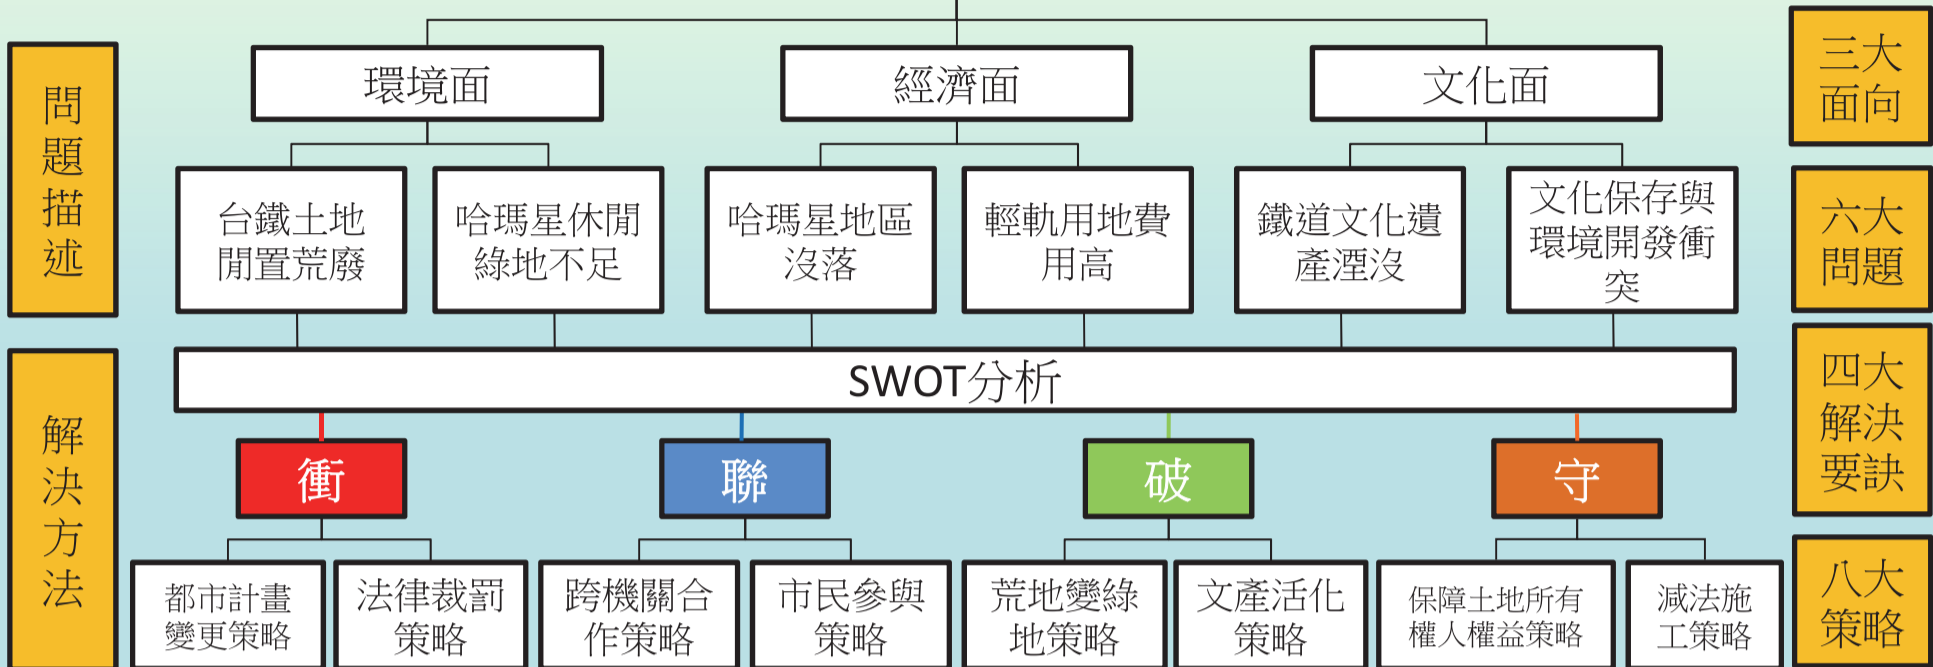 問
題
描
述
環境面
經濟面
文化面
三大
面向
台鐵土地
閒置荒廢
哈瑪星休閒
綠地不足
哈瑪星地區
沒落
輕軌用地費
用高
鐵道文化遺
產湮沒
文化保存與
環境開發衝
突
六大
問題
解
決
方
法
SWOT分析
四大
解決
要訣
衝
聯
破
守
都市計畫
變更策略
法律裁罰
策略
跨機關合
作策略
市民參與
策略
荒地變綠
地策略
文產活化
策略
保障土地所有
權人權益策略
減法施
工策略
八大
策略